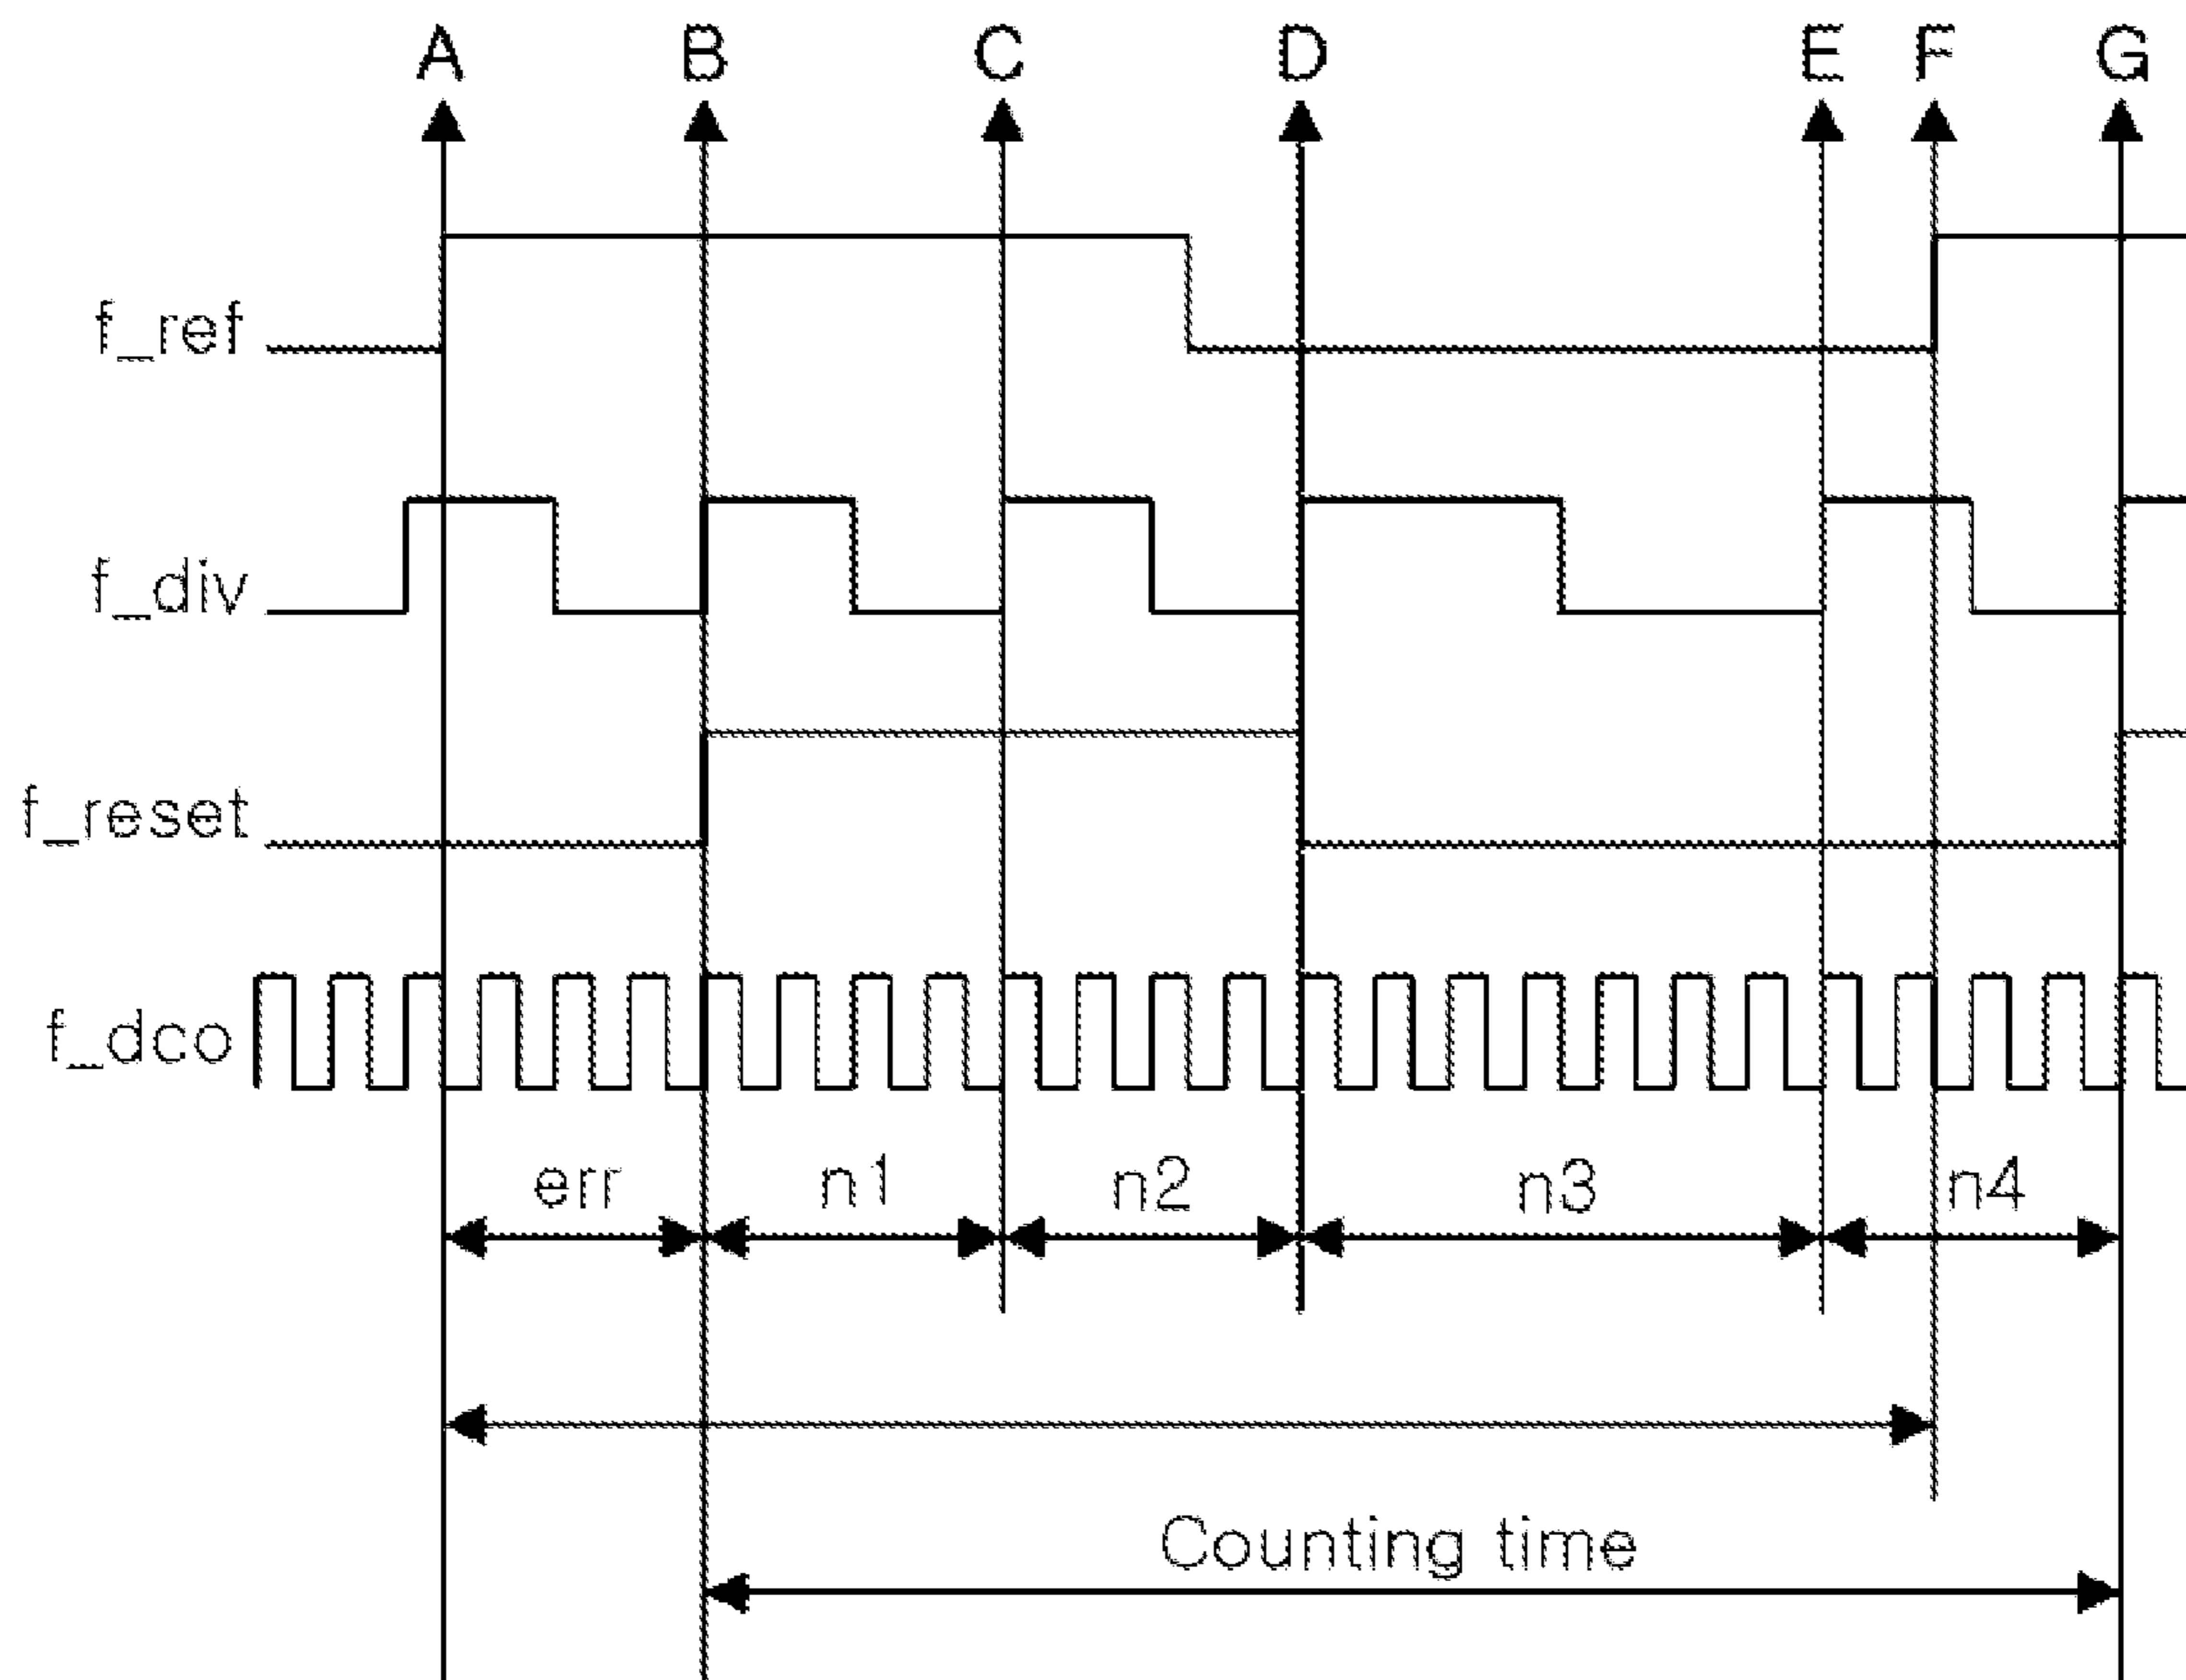 A B C D E F G
f_ref
f_div
f_reset
f_dco
err n1 n2 n3 n4
Counting time